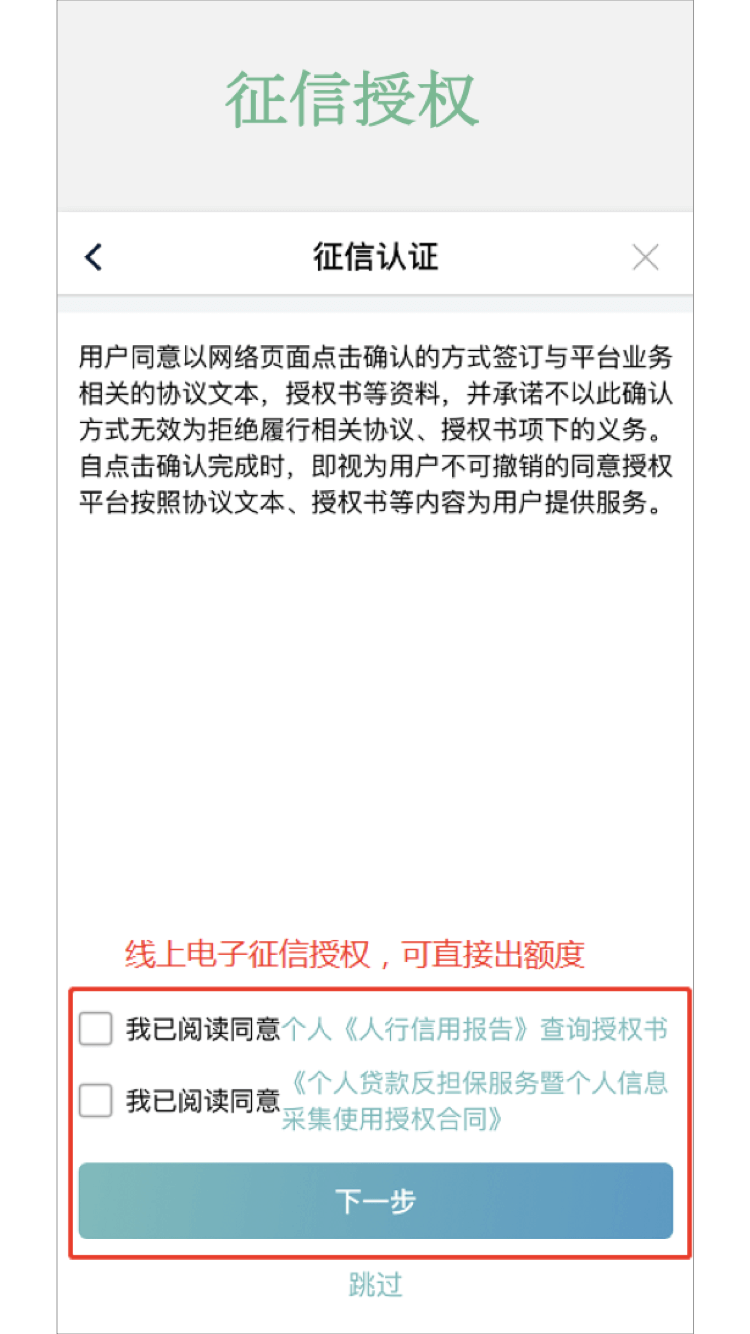 征信授权
征信认证
用户同意以网络页面点击确认的方式签订与平台业务
相关的协议文本，授权书等资料，并承诺不以此确认
方式无效为拒绝履行相关协议、授权书项下的义务。
自点击确认完成时，即视为用户不可撤销的同意授权
平台按照协议文本、授权书等内容为用户提供服务。
线上电子征信授权，可直接出额度
我已阅读同意个人《人行信用报告》查询授权书
我已阅读同意《个人贷款反担保服务暨个人信息
采集使用授权合同》
下一步
跳过